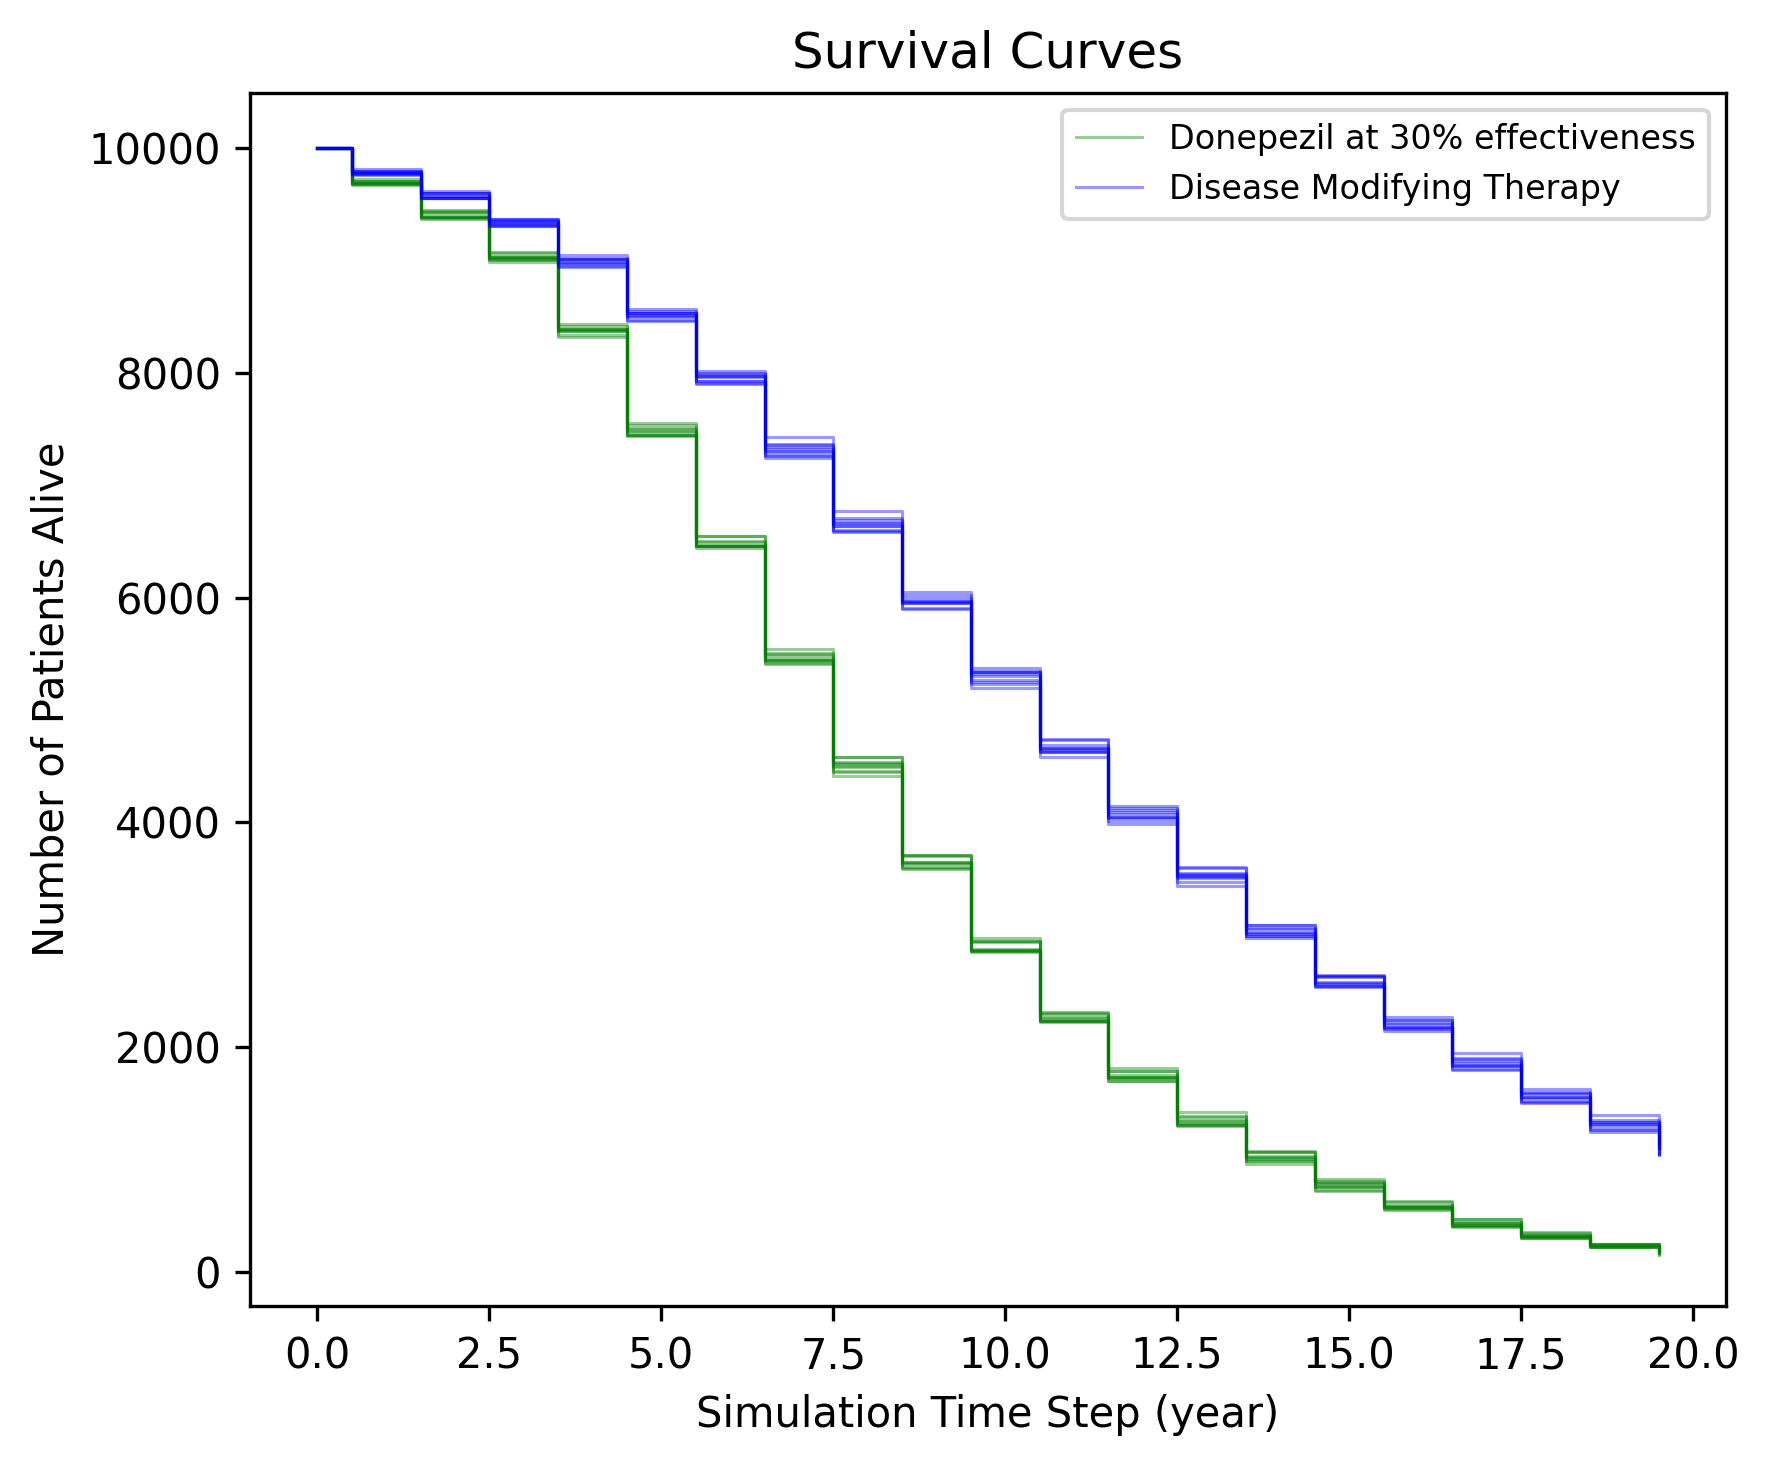 Survival Curves
Donepezil at 30% effectiveness
Disease Modifying Therapy
Number of Patients Alive
10000
8000
6000
4000
2000
0
0.0 2.5 5.0 7.5 10.0 12.5 15.0 17.5 20.0
Simulation Time Step (year)